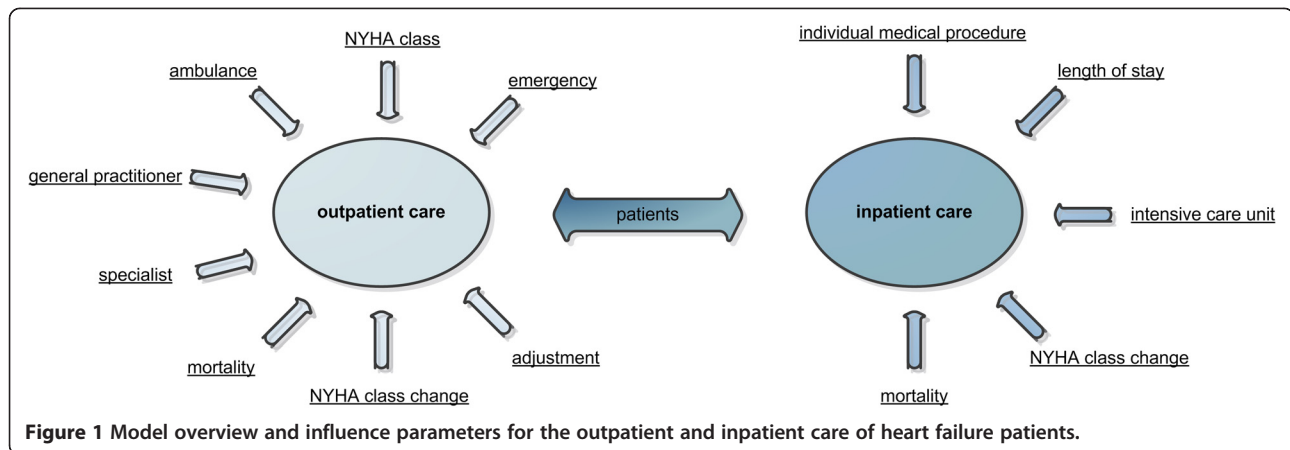 NYHA class
ambulance
emergency
general practitioner
outpatient care
specialist
mortality
NYHA class change
adjustment
patients
individual medical procedure
length of stay
inpatient care
intensive care unit
NYHA class change
mortality
Figure 1 Model overview and influence parameters for the outpatient and inpatient care of heart failure patients.